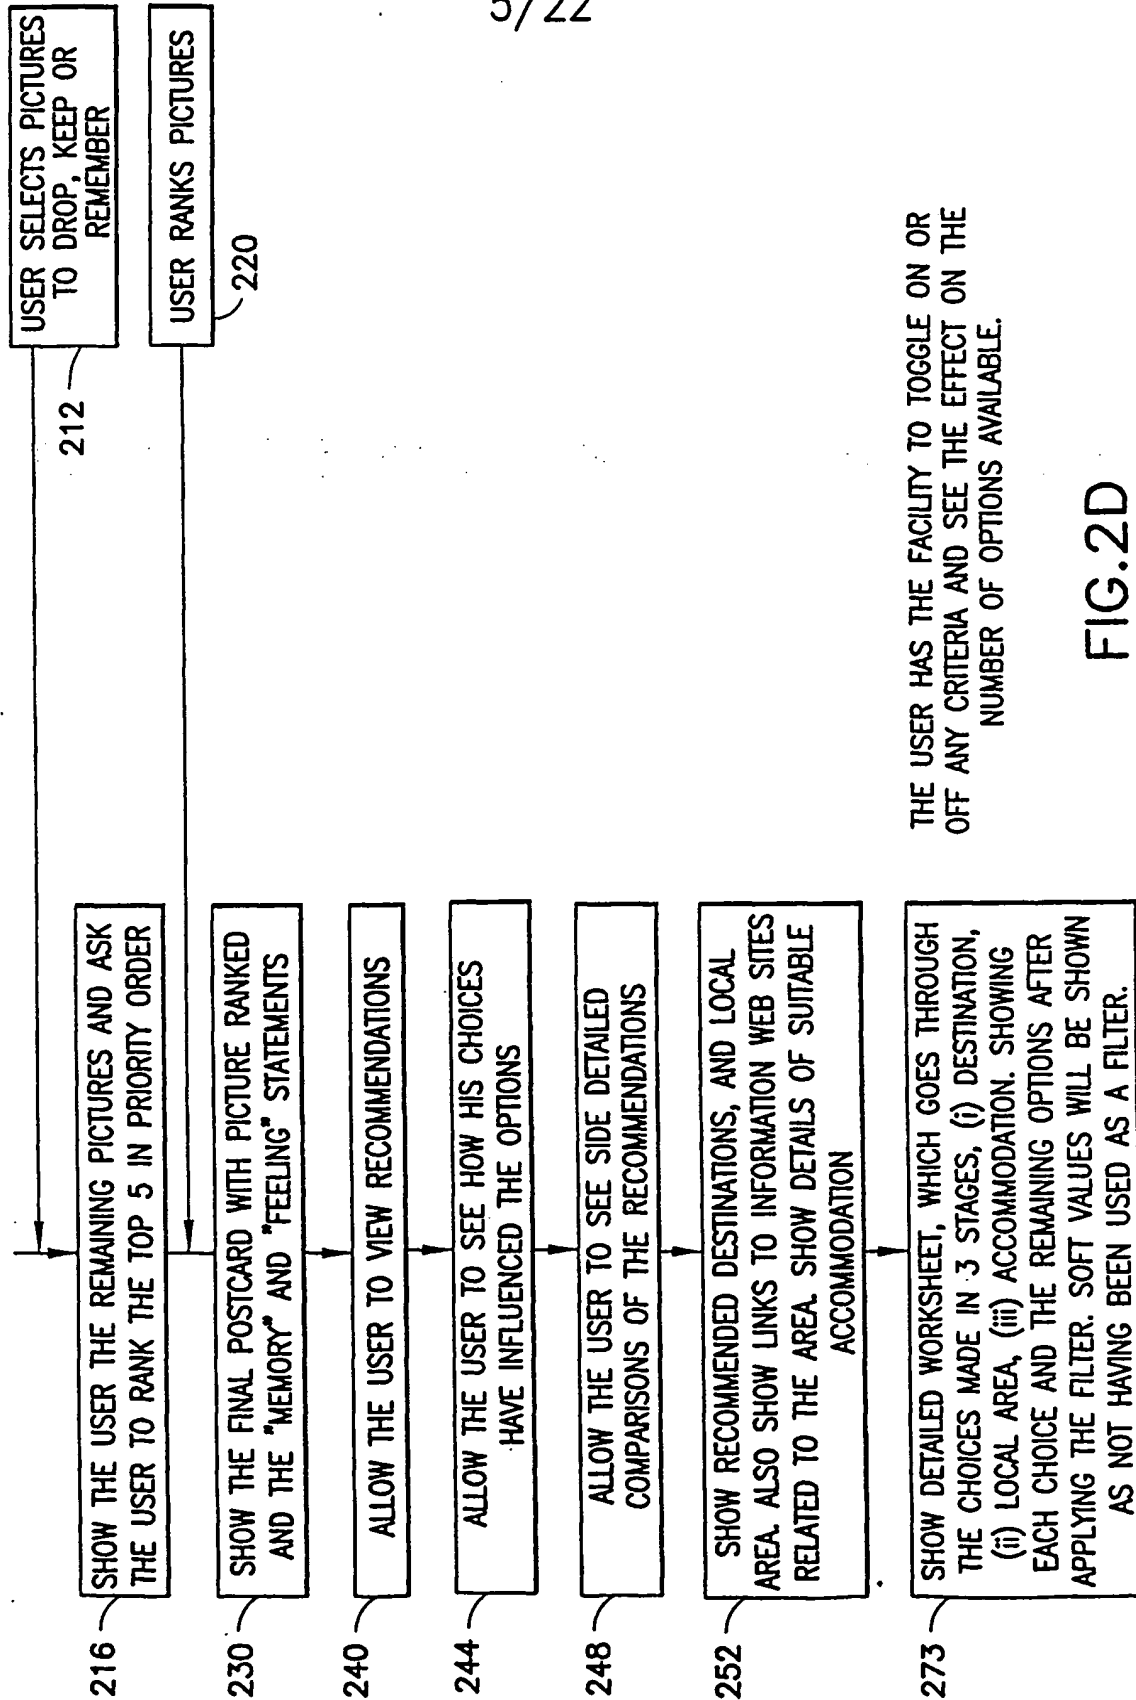 5/22
USER SELECTS PICTURES
TO DROP, KEEP OR
REMEMBER
212
USER RANKS PICTURES
220
216
SHOW THE USER THE REMAINING PICTURES AND ASK
THE USER TO RANK THE TOP 5 IN PRIORITY ORDER
230
SHOW THE FINAL POSTCARD WITH PICTURE RANKED
AND THE "MEMORY" AND "FEELING" STATEMENTS
240
ALLOW THE USER TO VIEW RECOMMENDATIONS
244
ALLOW THE USER TO SEE HOW HIS CHOICES
HAVE INFLUENCED THE OPTIONS
248
ALLOW THE USER TO SEE SIDE DETAILED
COMPARISONS OF THE RECOMMENDATIONS
252
SHOW RECOMMENDED DESTINATIONS, AND LOCAL
AREA. ALSO SHOW LINKS TO INFORMATION WEB SITES
RELATED TO THE AREA. SHOW DETAILS OF SUITABLE
ACCOMMODATION
273
SHOW DETAILED WORKSHEET, WHICH GOES THROUGH
THE CHOICES MADE IN 3 STAGES, (i) DESTINATION,
(ii) LOCAL AREA, (iii) ACCOMMODATION. SHOWING
EACH CHOICE AND THE REMAINING OPTIONS AFTER
APPLYING THE FILTER. SOFT VALUES WILL BE SHOWN
AS NOT HAVING BEEN USED AS A FILTER.
THE USER HAS THE FACILITY TO TOGGLE ON OR
OFF ANY CRITERIA AND SEE THE EFFECT ON THE
NUMBER OF OPTIONS AVAILABLE.
FIG.2D